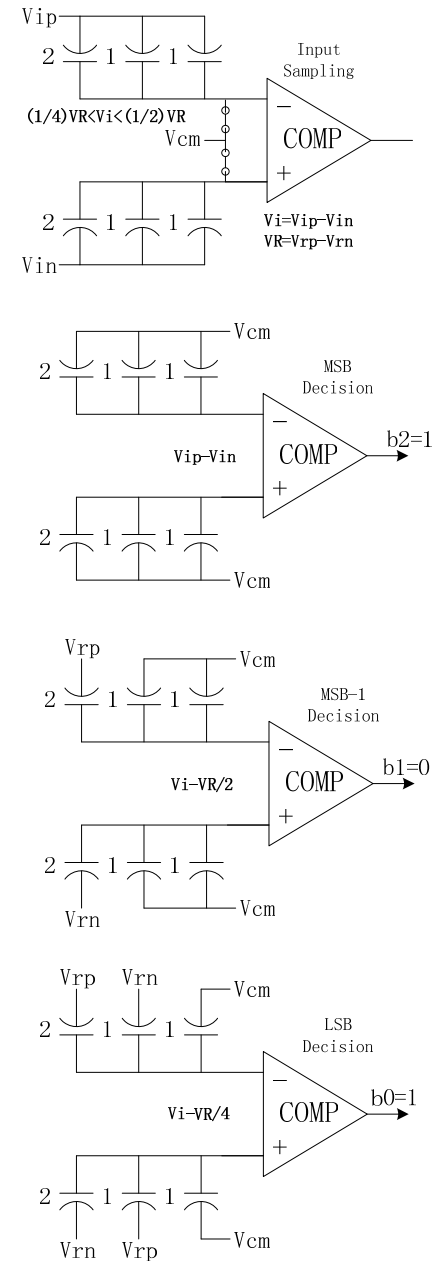 Vip
2 1 1
Input
Sampling
(1/4)VR<Vi<(1/2)VR
Vcm
−
COMP
+
2 1 1
Vi=Vip-Vin
VR=Vrp-Vrn
Vin
Vcm
2 1 1
MSB
Decision
−
Vip-Vin
COMP
b2=1
+
2 1 1
Vcm
Vrp
Vcm
2 1 1
MSB-1
Decision
−
Vi-VR/2
COMP
b1=0
+
2 1 1
Vrn
Vcm
Vrp Vrn
Vcm
2 1 1
LSB
Decision
−
Vi-VR/4
COMP
b0=1
+
2 1 1
Vcm
Vrn Vrp